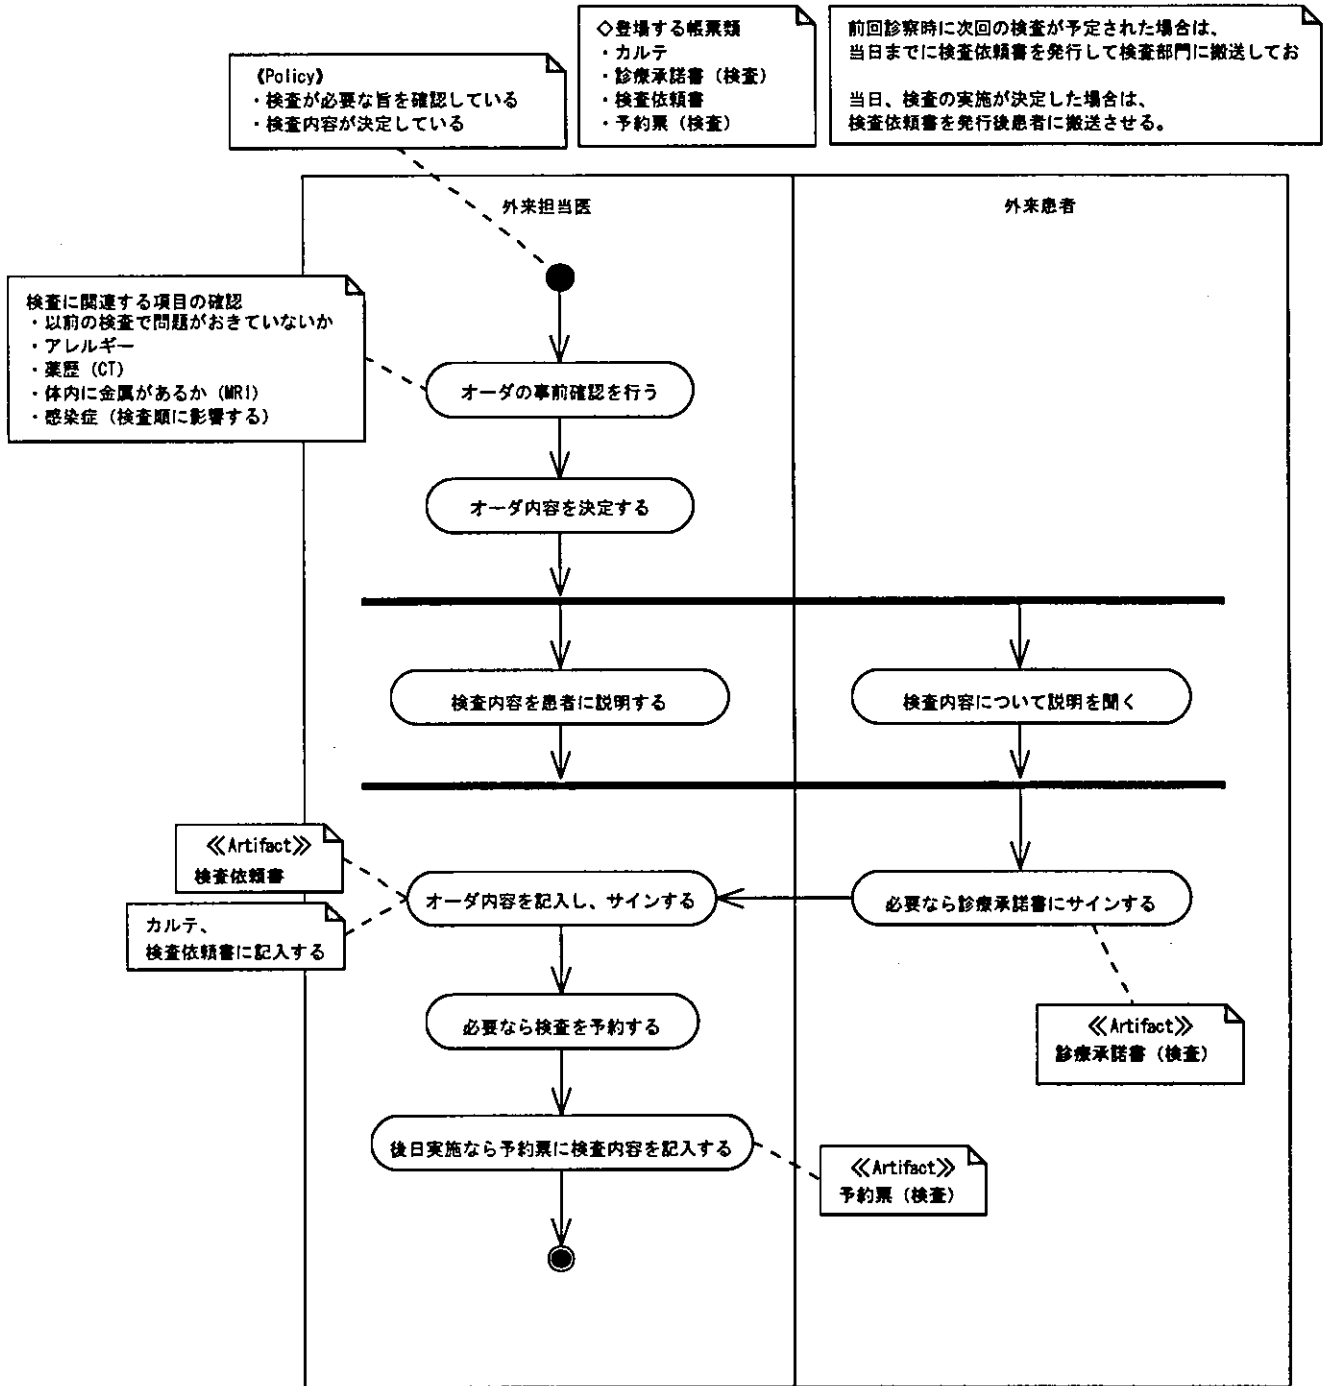 《Policy》
・検査が必要な旨を確認している
・検査内容が決定している
◇登場する帳票類
・カルテ
・診療承諾書（検査）
・検査依頼書
・予約票（検査）
前回診察時に次回の検査が予定された場合は、
当日までに検査依頼書を発行して検査部門に搬送してお
当日、検査の実施が決定した場合は、
検査依頼書を発行後患者に搬送させる。
外来担当医
外来患者
検査に関連する項目の確認
・以前の検査で問題がおきていないか
・アレルギー
・薬歴（CT）
・体内に金属があるか（MRI）
・感染症（検査順に影響する）
オーダの事前確認を行う
オーダ内容を決定する
検査内容を患者に説明する
検査内容について説明を聞く
≪Artifact≫
検査依頼書
カルテ、
検査依頼書に記入する
オーダ内容を記入し、サインする
必要なら診療承諾書にサインする
必要なら検査を予約する
≪Artifact≫
診療承諾書（検査）
後日実施なら予約票に検査内容を記入する
≪Artifact≫
予約票（検査）